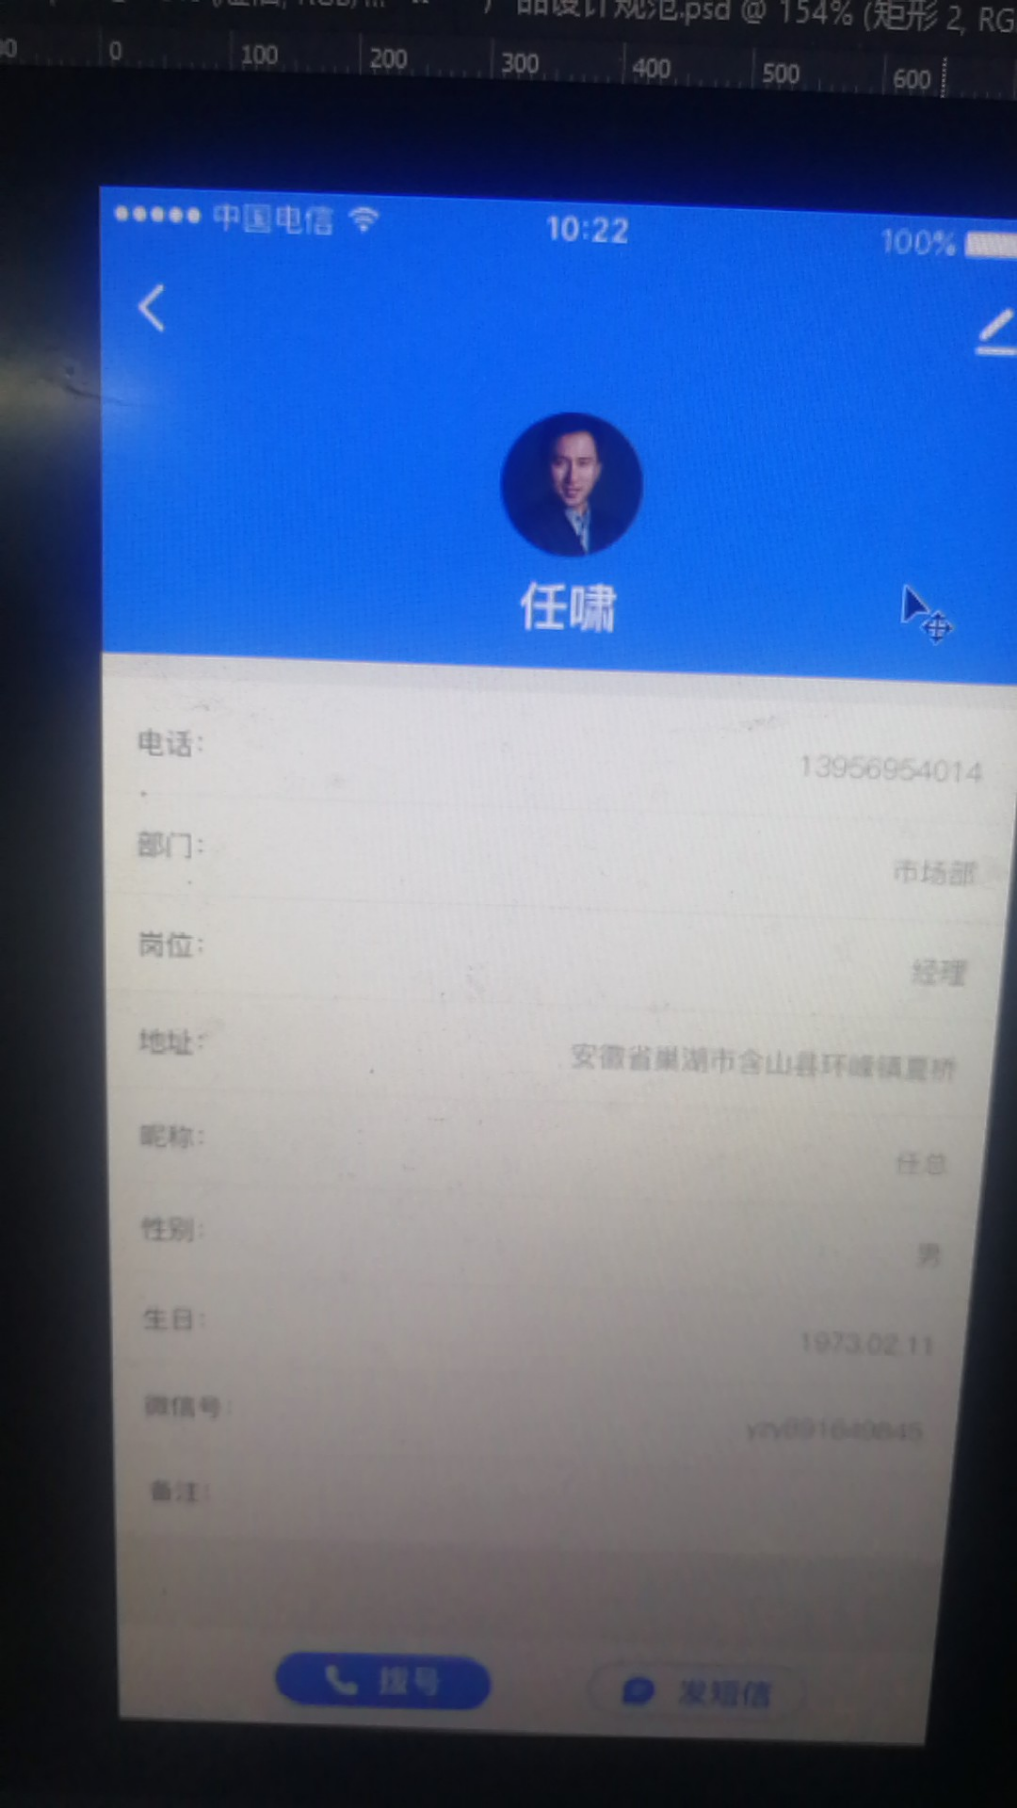 产品设计规范.psd @ 154% (矩形 2, RG
0 100 200 300 400 500 600
中国电信 10:22 100%
任啸
电话: 13956954014
部门: 市场部
岗位: 经理
地址: 安徽省巢湖市含山县环峰镇夏桥
昵称: 任总
性别: 男
生日: 1973.02.11
微信号:
备注:
拨号 发短信